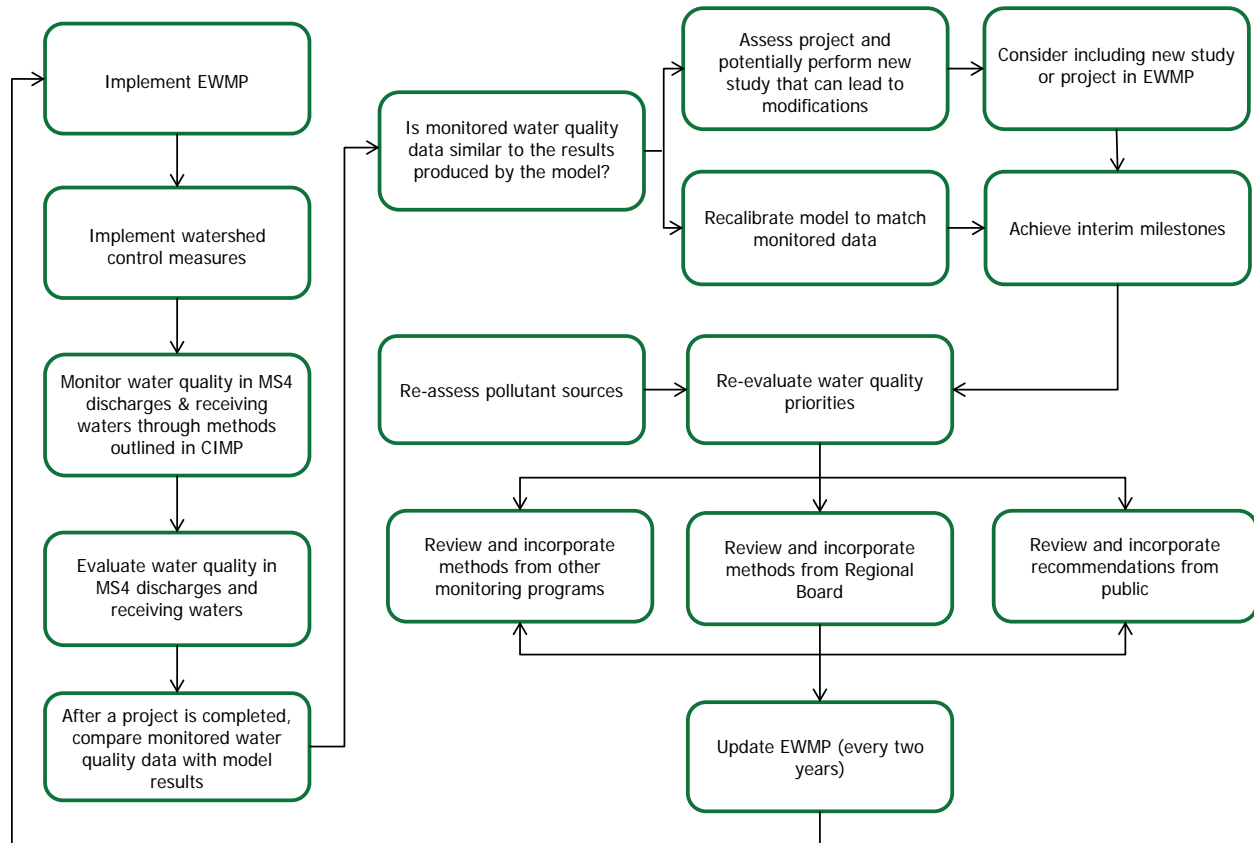 Implement EWMP
Implement watershed
control measures
Monitor water quality in MS4
discharges & receiving
waters through methods
outlined in CIMP
Evaluate water quality in
MS4 discharges and
receiving waters
After a project is completed,
compare monitored water
quality data with model
results
Is monitored water quality
data similar to the results
produced by the model?
Assess project and
potentially perform new
study that can lead to
modifications
Consider including new study
or project in EWMP
Recalibrate model to match
monitored data
Achieve interim milestones
Re-assess pollutant sources
Re-evaluate water quality
priorities
Review and incorporate
methods from other
monitoring programs
Review and incorporate
methods from Regional
Board
Review and incorporate
recommendations from
public
Update EWMP (every two
years)